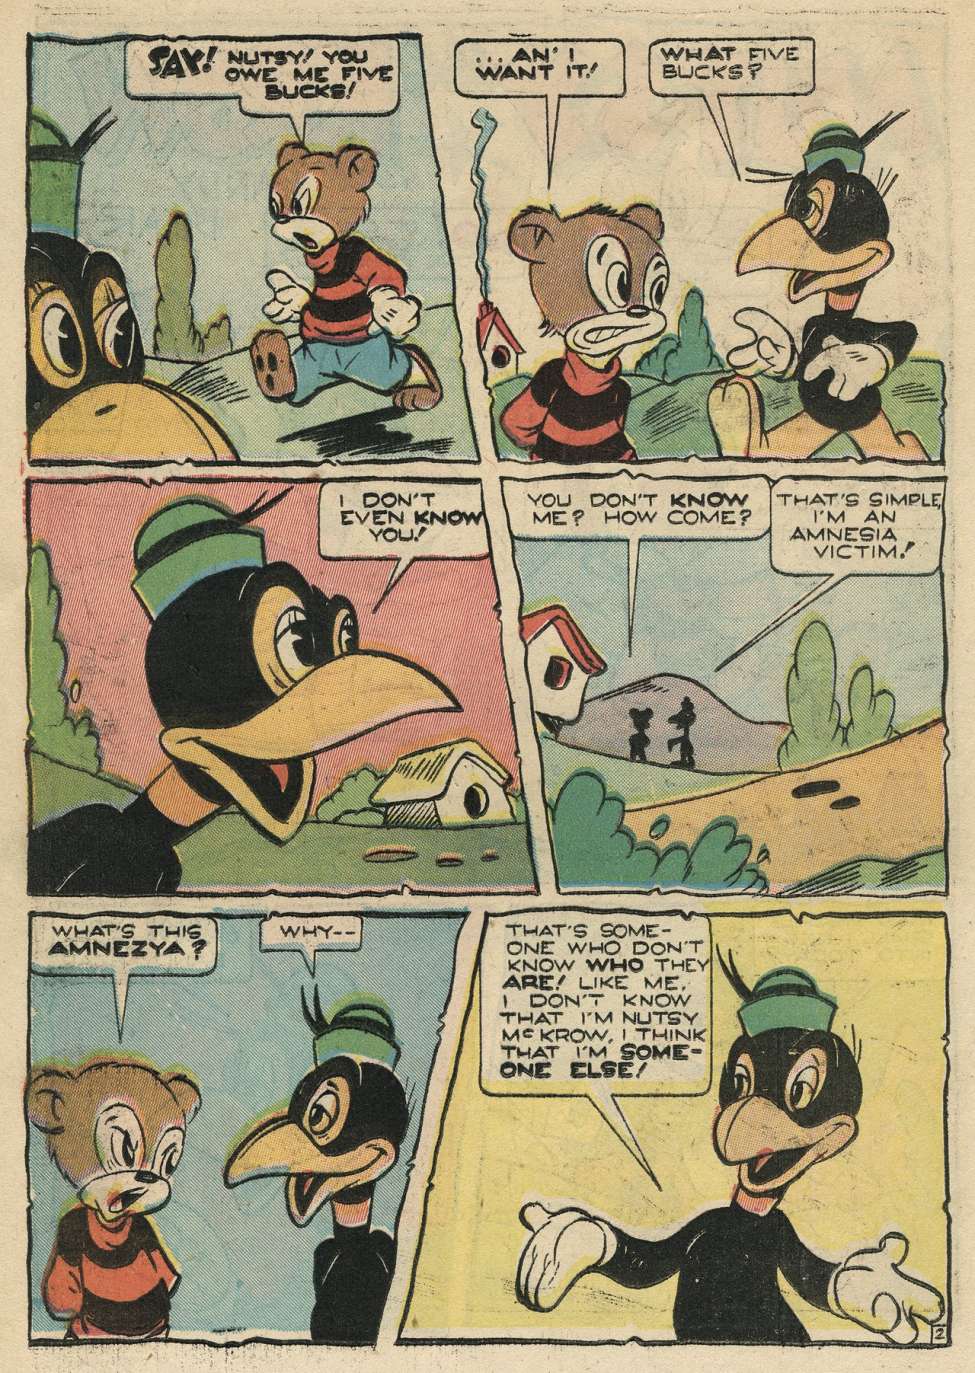 SAY! NUTSY! YOU
OWE ME FIVE
BUCKS!
...AN' I
WANT IT!
WHAT FIVE
BUCKS?
I DON'T
EVEN KNOW
YOU!
YOU DON'T KNOW
ME? HOW COME?
THAT'S SIMPLE,
I'M AN
AMNESIA
VICTIM!
WHAT'S THIS
AMNEZYA?
WHY--
THAT'S SOME-
ONE WHO DON'T
KNOW WHO THEY
ARE! LIKE ME,
I DON'T KNOW
THAT I'M NUTSY
McKROW, I THINK
THAT I'M SOME-
ONE ELSE!
2